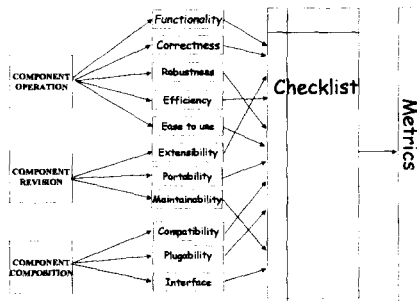 Functionality
Correctness
Robustness
Efficiency
Ease to use
Extensibility
Portability
Maintainability
Compatibility
Plugability
Interface
COMPONENT
OPERATION
COMPONENT
REVISION
COMPONENT
COMPOSITION
Checklist
Metrics